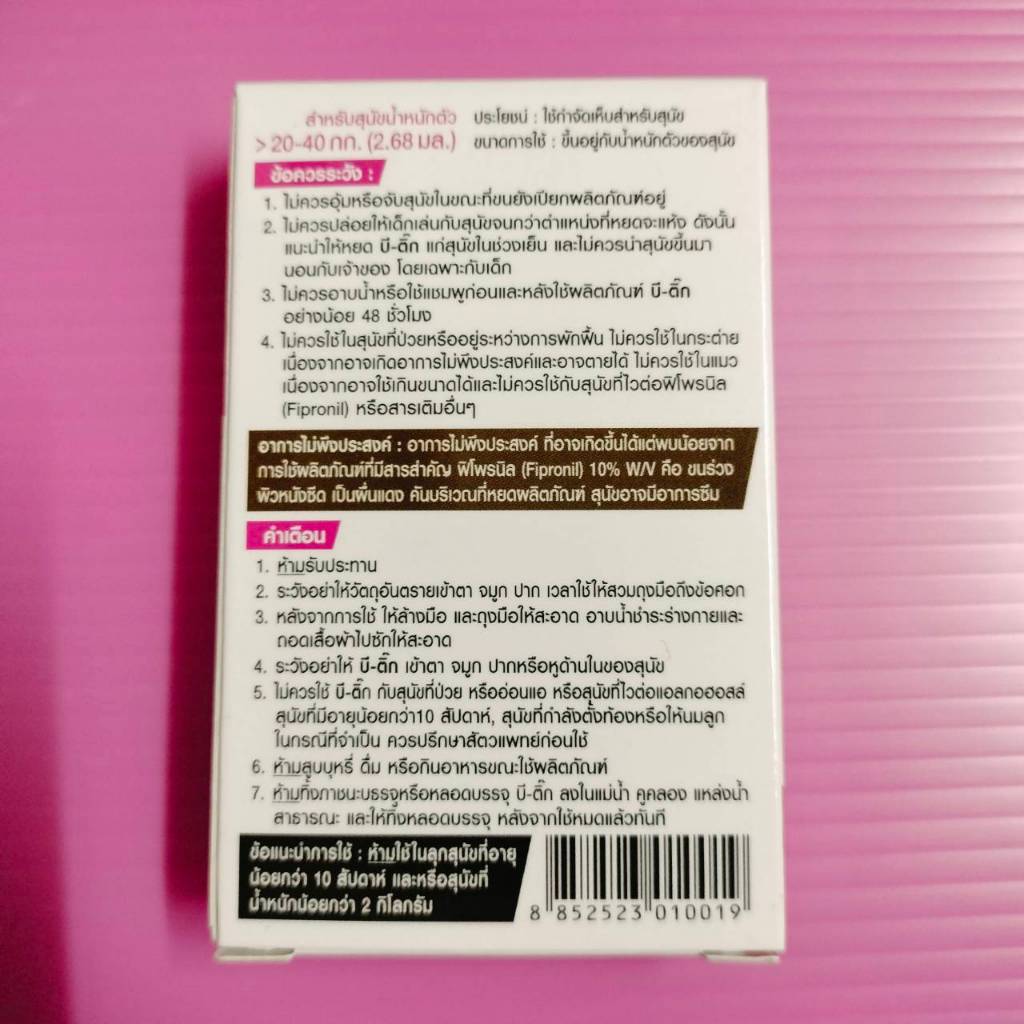 สำหรับสุนัขน้ำหนักตัว
> 20-40 กก. (2.68 มล.)
ประโยชน์ : ใช้กำจัดเห็บสำหรับสุนัข
ขนาดการใช้ : ขึ้นอยู่กับน้ำหนักตัวของสุนัข
ข้อควรระวัง :
1. ไม่ควรอุ้มหรือจับสุนัขในขณะที่ขนยังเปียกผลิตภัณฑ์อยู่
2. ไม่ควรปล่อยให้เด็กเล่นกับสุนัขจนกว่าตำแหน่งที่หยดจะแห้ง ดังนั้น
แนะนำให้หยด บี-ติ๊ก แก่สุนัขในช่วงเย็น และไม่ควรนำสุนัขขึ้นมา
นอนกับเจ้าของ โดยเฉพาะกับเด็ก
3. ไม่ควรอาบน้ำหรือใช้แชมพูก่อนและหลังใช้ผลิตภัณฑ์ บี-ติ๊ก
อย่างน้อย 48 ชั่วโมง
4. ไม่ควรใช้ในสุนัขที่ป่วยหรืออยู่ระหว่างการพักฟื้น ไม่ควรใช้ในกระต่าย
เนื่องจากอาจเกิดอาการไม่พึงประสงค์และอาจตายได้ ไม่ควรใช้ในแมว
เนื่องจากอาจใช้เกินขนาดได้และไม่ควรใช้กับสุนัขที่ไวต่อฟิโพรนิล
(Fipronil) หรือสารเติมอื่นๆ
อาการไม่พึงประสงค์ : อาการไม่พึงประสงค์ ที่อาจเกิดขึ้นได้แต่พบน้อยจาก
การใช้ผลิตภัณฑ์ที่มีสารสำคัญ ฟิโพรนิล (Fipronil) 10% W/V คือ ขนร่วง
ผิวหนังซีด เป็นผื่นแดง คันบริเวณที่หยดผลิตภัณฑ์ สุนัขอาจมีอาการซึม
คำเตือน
1. ห้ามรับประทาน
2. ระวังอย่าให้วัตถุอันตรายเข้าตา จมูก ปาก เวลาใช้ให้สวมถุงมือถึงข้อศอก
3. หลังจากการใช้ ให้ล้างมือ และถุงมือให้สะอาด อาบน้ำชำระร่างกายและ
ถอดเสื้อผ้าไปซักให้สะอาด
4. ระวังอย่าให้ บี-ติ๊ก เข้าตา จมูก ปากหรือหูด้านในของสุนัข
5. ไม่ควรใช้ บี-ติ๊ก กับสุนัขที่ป่วย หรืออ่อนแอ หรือสุนัขที่ไวต่อแอลกอฮอลล์
สุนัขที่มีอายุน้อยกว่า10 สัปดาห์, สุนัขที่กำลังตั้งท้องหรือให้นมลูก
ในกรณีที่จำเป็น ควรปรึกษาสัตวแพทย์ก่อนใช้
6. ห้ามสูบบุหรี่ ดื่ม หรือกินอาหารขณะใช้ผลิตภัณฑ์
7. ห้ามทิ้งภาชนะบรรจุหรือหลอดบรรจุ บี-ติ๊ก ลงในแม่น้ำ คูคลอง แหล่งน้ำ
สาธารณะ และให้ทิ้งหลอดบรรจุ หลังจากใช้หมดแล้วทันที
ข้อแนะนำการใช้ : ห้ามใช้ในลูกสุนัขที่อายุ
น้อยกว่า 10 สัปดาห์ และหรือสุนัขที่
น้ำหนักน้อยกว่า 2 กิโลกรัม
8 852523 010019